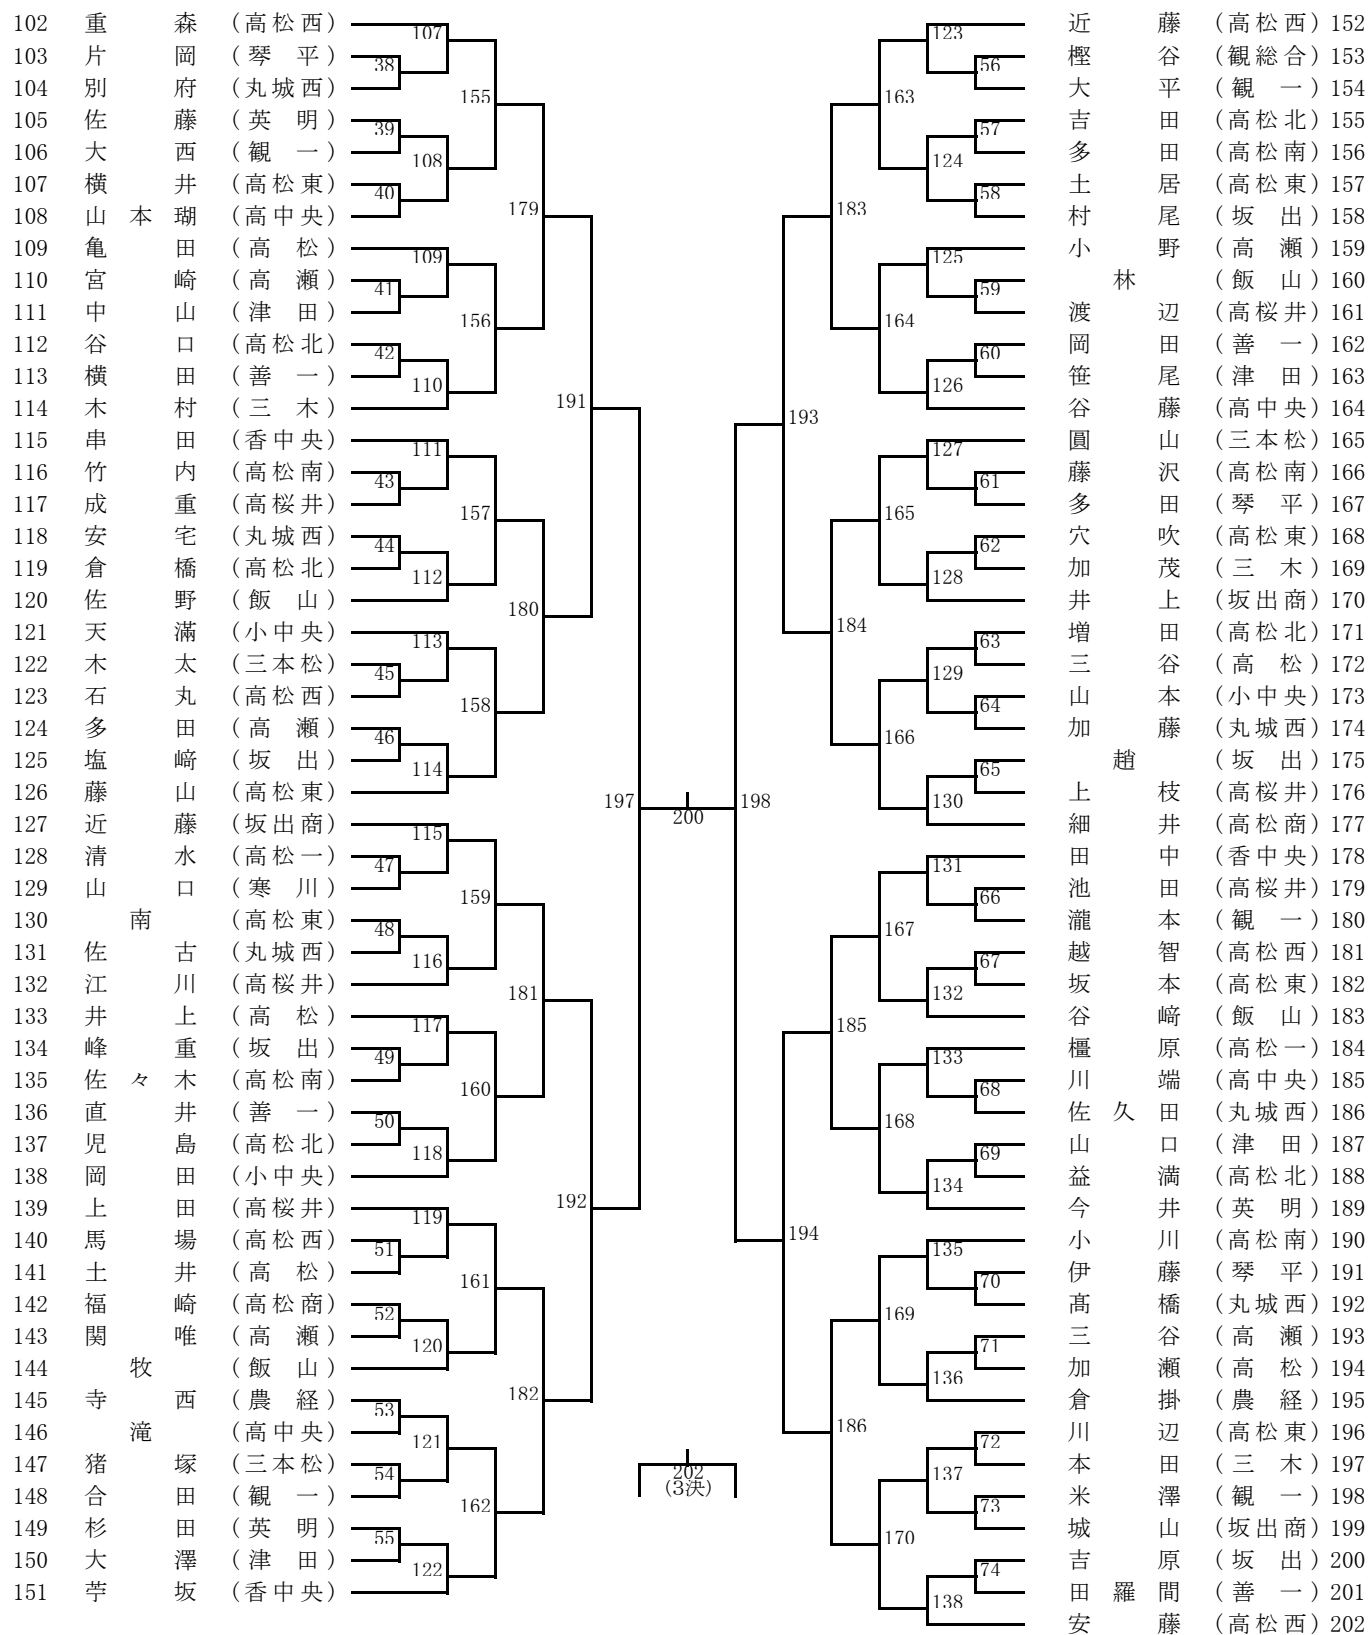 102 重森 (高松西)
103 片岡 (琴平)
104 別府 (丸城西)
105 佐藤 (英明)
106 大西 (観一)
107 横井 (高松東)
108 山本瑚 (高中央)
109 亀田 (高松)
110 宮崎 (高瀬)
111 中山 (津田)
112 谷口 (高松北)
113 横田 (善一)
114 木村 (三木)
115 串田 (香中央)
116 竹内 (高松南)
117 成重 (高桜井)
118 安宅 (丸城西)
119 倉橋 (高松北)
120 佐野 (飯山)
121 天滿 (小中央)
122 木太 (三本松)
123 石丸 (高松西)
124 多田 (高瀬)
125 塩﨑 (坂出)
126 藤山 (高松東)
127 近藤 (坂出商)
128 清水 (高松一)
129 山口 (寒川)
130 南 (高松東)
131 佐古 (丸城西)
132 江川 (高桜井)
133 井上 (高松)
134 峰重 (坂出)
135 佐々木 (高松南)
136 直井 (善一)
137 児島 (高松北)
138 岡田 (小中央)
139 上田 (高桜井)
140 馬場 (高松西)
141 土井 (高松)
142 福崎 (高松商)
143 関唯 (高瀬)
144 牧 (飯山)
145 寺西 (農経)
146 滝 (高中央)
147 猪塚 (三本松)
148 合田 (観一)
149 杉田 (英明)
150 大澤 (津田)
151 苧坂 (香中央)
38
39
40
41
42
43
44
45
46
47
48
49
50
51
52
53
54
55
107
108
109
110
111
112
113
114
115
116
117
118
119
120
121
122
155
156
157
158
159
160
161
162
179
180
181
182
191
192
197
200
202
(3決)
198
193
194
183
184
185
186
163
164
165
166
167
168
169
170
123
124
125
126
127
128
129
130
131
132
133
134
135
136
137
138
56
57
58
59
60
61
62
63
64
65
66
67
68
69
70
71
72
73
74
近藤 (高松西) 152
樫谷 (観総合) 153
大平 (観一) 154
吉田 (高松北) 155
多田 (高松南) 156
土居 (高松東) 157
村尾 (坂出) 158
小野 (高瀬) 159
林 (飯山) 160
渡辺 (高桜井) 161
岡田 (善一) 162
笹尾 (津田) 163
谷藤 (高中央) 164
圓山 (三本松) 165
藤沢 (高松南) 166
多田 (琴平) 167
穴吹 (高松東) 168
加茂 (三木) 169
井上 (坂出商) 170
増田 (高松北) 171
三谷 (高松) 172
山本 (小中央) 173
加藤 (丸城西) 174
趙 (坂出) 175
上枝 (高桜井) 176
細井 (高松商) 177
田中 (香中央) 178
池田 (高桜井) 179
瀧本 (観一) 180
越智 (高松西) 181
坂本 (高松東) 182
谷﨑 (飯山) 183
橿原 (高松一) 184
川端 (高中央) 185
佐久田 (丸城西) 186
山口 (津田) 187
益満 (高松北) 188
今井 (英明) 189
小川 (高松南) 190
伊藤 (琴平) 191
髙橋 (丸城西) 192
三谷 (高瀬) 193
加瀬 (高松) 194
倉掛 (農経) 195
川辺 (高松東) 196
本田 (三木) 197
米澤 (観一) 198
城山 (坂出商) 199
吉原 (坂出) 200
田羅間 (善一) 201
安藤 (高松西) 202